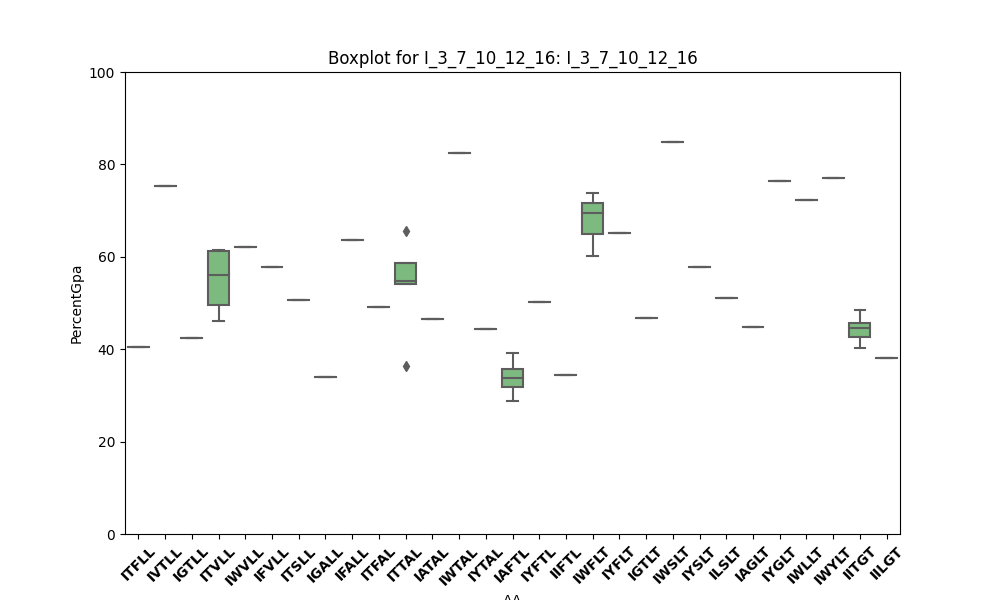 Boxplot for I_3_7_10_12_16: I_3_7_10_12_16
100
80
60
40
20
0
PercentGpa
ITFLL IVTLL IGTLL ITVLL IWVLL IFVLL ITSLL IGALL IFALL ITFAL ITTAL IATAL IWTAL IYTAL IAFTL IYFTL IIFTL IWFLT IYFLT IGTLT IWSLT IYSLT ILSLT IAGLT IYGLT IWLLT IWYLT IITGT IILGT
AA